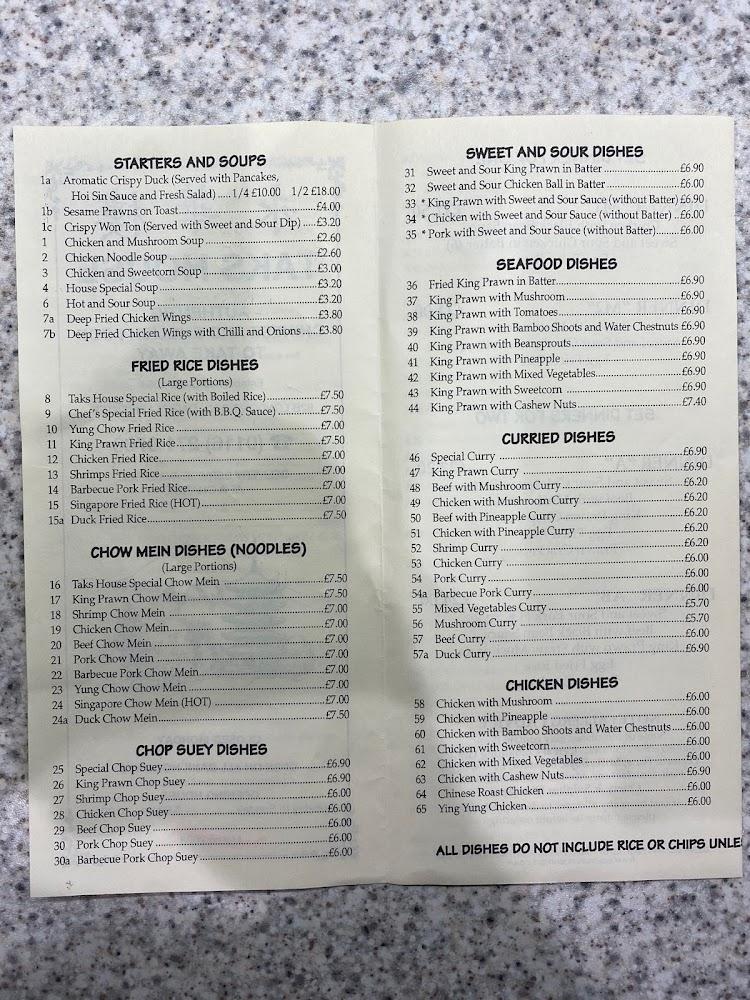 STARTERS AND SOUPS
1a Aromatic Crispy Duck (Served with Pancakes,
Hoi Sin Sauce and Fresh Salad).....1/4 £10.00 1/2 £18.00
1b Sesame Prawns on Toast....£4.00
1c Crispy Won Ton (Served with Sweet and Sour Dip)....£3.20
1 Chicken and Mushroom Soup....£2.60
2 Chicken Noodle Soup....£2.60
3 Chicken and Sweetcorn Soup....£3.00
4 House Special Soup....£3.20
6 Hot and Sour Soup....£3.20
7a Deep Fried Chicken Wings....£3.80
7b Deep Fried Chicken Wings with Chilli and Onions.....£3.80
FRIED RICE DISHES
(Large Portions)
8 Taks House Special Rice (with Boiled Rice)....£7.50
9 Chef's Special Fried Rice (with B.B.Q. Sauce)....£7.50
10 Yung Chow Fried Rice....£7.00
11 King Prawn Fried Rice....£7.50
12 Chicken Fried Rice....£7.00
13 Shrimps Fried Rice....£7.00
14 Barbecue Pork Fried Rice....£7.00
15 Singapore Fried Rice (HOT)....£7.00
15a Duck Fried Rice....£7.50
CHOW MEIN DISHES (NOODLES)
(Large Portions)
16 Taks House Special Chow Mein....£7.50
17 King Prawn Chow Mein....£7.50
18 Shrimp Chow Mein....£7.00
19 Chicken Chow Mein....£7.00
20 Beef Chow Mein....£7.00
21 Pork Chow Mein....£7.00
22 Barbecue Pork Chow Mein....£7.00
23 Yung Chow Chow Mein....£7.00
24 Singapore Chow Mein (HOT)....£7.00
24a Duck Chow Mein....£7.50
CHOP SUEY DISHES
25 Special Chop Suey....£6.90
26 King Prawn Chop Suey....£6.90
27 Shrimp Chop Suey....£6.00
28 Chicken Chop Suey....£6.00
29 Beef Chop Suey....£6.00
30 Pork Chop Suey....£6.00
30a Barbecue Pork Chop Suey....£6.00
SWEET AND SOUR DISHES
31 Sweet and Sour King Prawn in Batter....£6.90
32 Sweet and Sour Chicken Ball in Batter....£6.00
33 * King Prawn with Sweet and Sour Sauce (without Batter) £6.90
34 * Chicken with Sweet and Sour Sauce (without Batter) ..£6.00
35 * Pork with Sweet and Sour Sauce (without Batter)....£6.00
SEAFOOD DISHES
36 Fried King Prawn in Batter....£6.90
37 King Prawn with Mushroom....£6.90
38 King Prawn with Tomatoes....£6.90
39 King Prawn with Bamboo Shoots and Water Chestnuts £6.90
40 King Prawn with Beansprouts....£6.90
41 King Prawn with Pineapple....£6.90
42 King Prawn with Mixed Vegetables....£6.90
43 King Prawn with Sweetcorn....£6.90
44 King Prawn with Cashew Nuts....£7.40
CURRIED DISHES
46 Special Curry....£6.90
47 King Prawn Curry....£6.90
48 Beef with Mushroom Curry....£6.20
49 Chicken with Mushroom Curry....£6.20
50 Beef with Pineapple Curry....£6.20
51 Chicken with Pineapple Curry....£6.20
52 Shrimp Curry....£6.20
53 Chicken Curry....£6.00
54 Pork Curry....£6.00
54a Barbecue Pork Curry....£6.00
55 Mixed Vegetables Curry....£5.70
56 Mushroom Curry....£5.70
57 Beef Curry....£6.00
57a Duck Curry....£6.90
CHICKEN DISHES
58 Chicken with Mushroom....£6.00
59 Chicken with Pineapple....£6.00
60 Chicken with Bamboo Shoots and Water Chestnuts....£6.00
61 Chicken with Sweetcorn....£6.00
62 Chicken with Mixed Vegetables....£6.00
63 Chicken with Cashew Nuts....£6.90
64 Chinese Roast Chicken....£6.00
65 Ying Yung Chicken....£6.00
ALL DISHES DO NOT INCLUDE RICE OR CHIPS UNLE